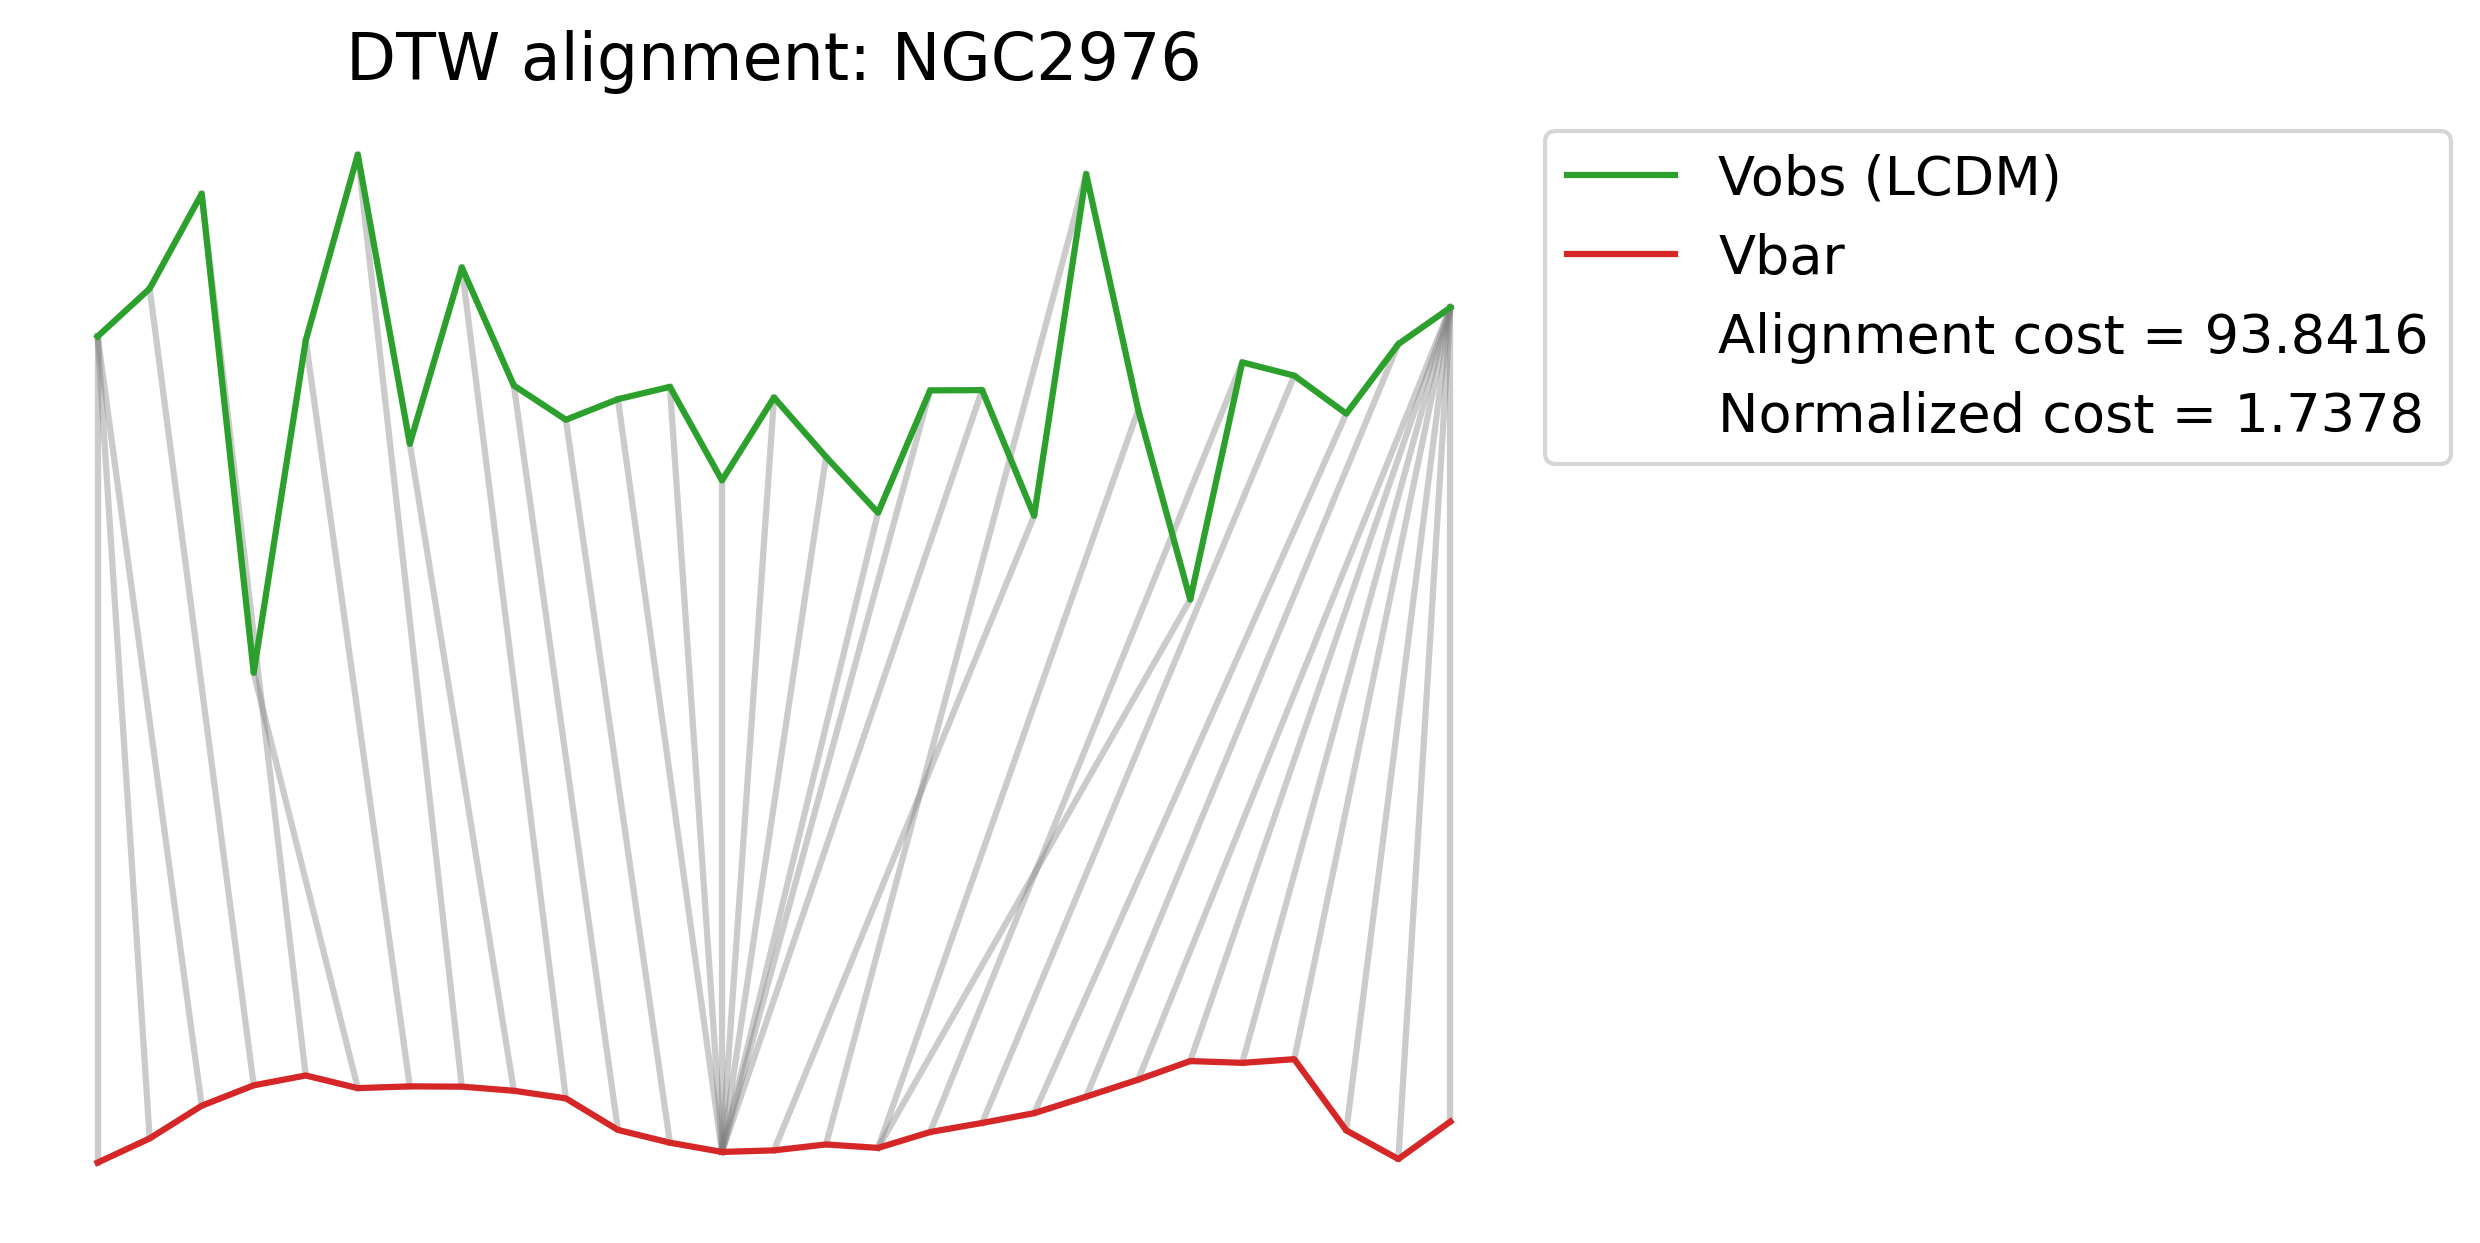 DTW alignment: NGC2976
Vobs (LCDM)
Vbar
Alignment cost = 93.8416
Normalized cost = 1.7378